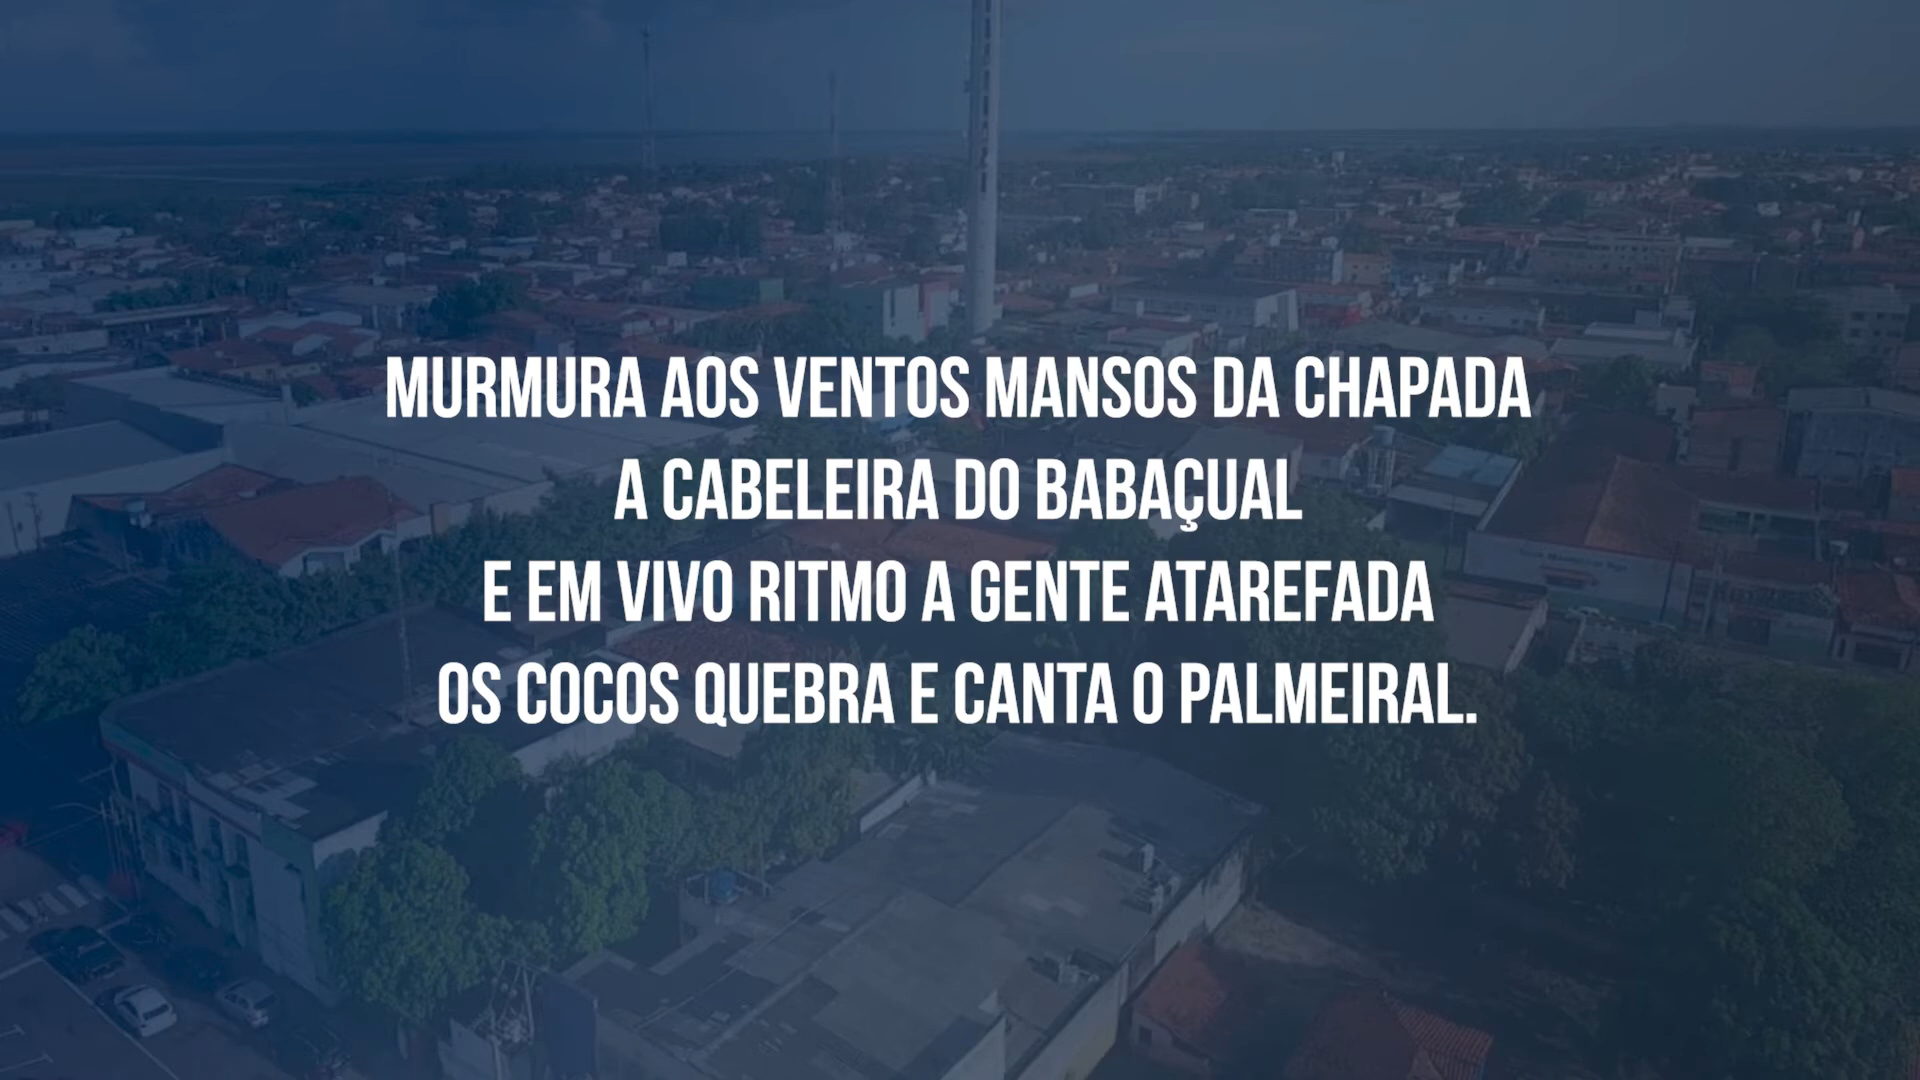 MURMURA AOS VENTOS MANSOS DA CHAPADA
A CABELEIRA DO BABAÇUAL
E EM VIVO RITMO A GENTE ATAREFADA
OS COCOS QUEBRA E CANTA O PALMEIRAL.